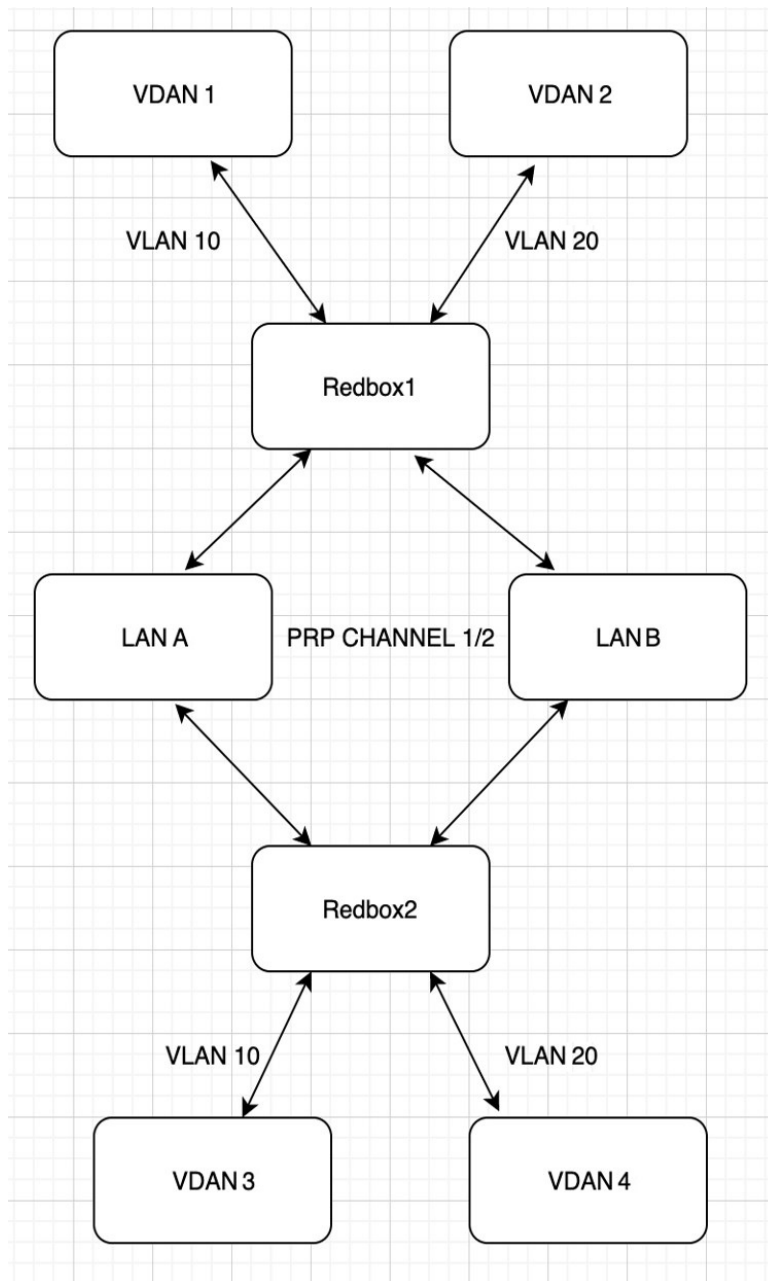 VDAN 1
VDAN 2
VLAN 10
VLAN 20
Redbox1
LAN A
PRP CHANNEL 1/2
LAN B
Redbox2
VLAN 10
VLAN 20
VDAN 3
VDAN 4